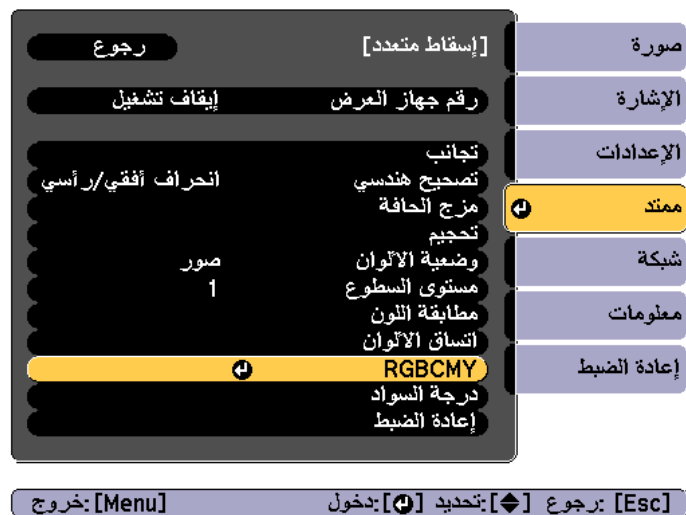 صورة
الإشارة
الإعدادات
ممتد
شبكة
معلومات
إعادة الضبط
[إسقاط متعدد] رجوع
رقم جهاز العرض إيقاف تشغيل
تجانب
تصحيح هندسي انحراف أفقي/رأسي
مزج الحافة
تحجيم
وضعية الألوان صور
مستوى السطوع 1
مطابقة اللون
اتساق الألوان
RGBCMY
درجة السواد
إعادة الضبط
[Esc] :رجوع [◆]:تحديد [↵]:دخول [Menu]:خروج